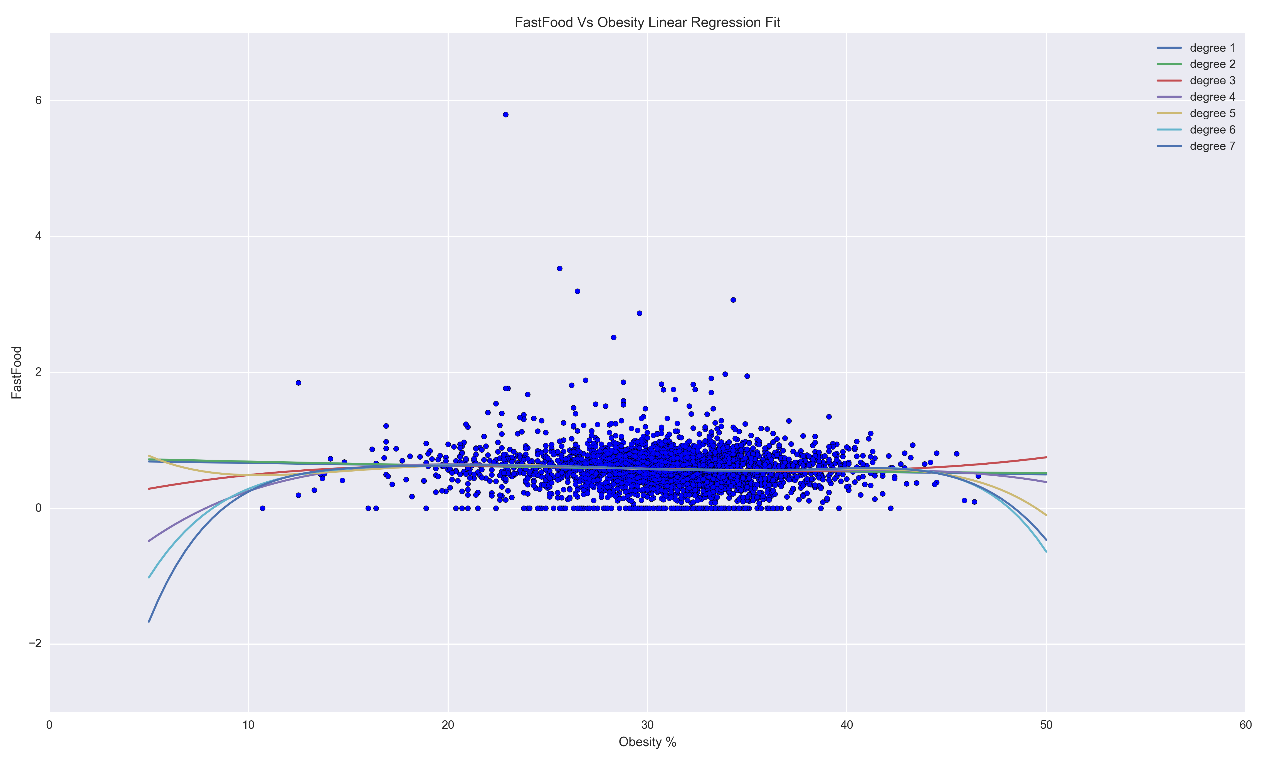 FastFood Vs Obesity Linear Regression Fit
degree 1
degree 2
degree 3
degree 4
degree 5
degree 6
degree 7
6
4
2
0
−2
FastFood
0 10 20 30 40 50 60
Obesity %